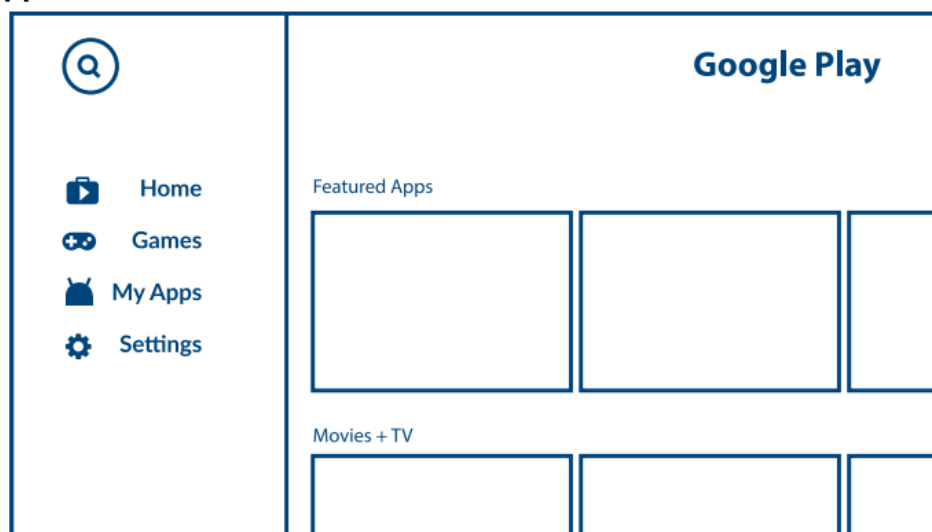 Google Play
Home
Games
My Apps
Settings
Featured Apps
Movies + TV